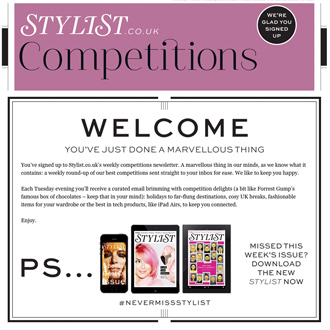 STYLIST.CO.UK
WE'RE
GLAD YOU
SIGNED
UP
Competitions
WELCOME
YOU'VE JUST DONE A MARVELLOUS THING
You've signed up to Stylist.co.uk's weekly competitions newsletter. A marvellous thing in our minds, as we know what it
contains: a weekly round-up of our best competitions sent straight to your inbox for ease. We like to keep you happy.
Each Tuesday evening you'll receive a curated email brimming with competition delights (a bit like Forrest Gump's
famous box of chocolates – keep that in your mind): holidays to far-flung destinations, cosy UK breaks, fashionable
items for your wardrobe or the best in tech products, like iPad Airs, to keep you connected.
Enjoy.
PS...
STYLIST
STYLIST
MISSED THIS
WEEK'S ISSUE?
DOWNLOAD
THE NEW
STYLIST NOW
#NEVERMISSSTYLIST